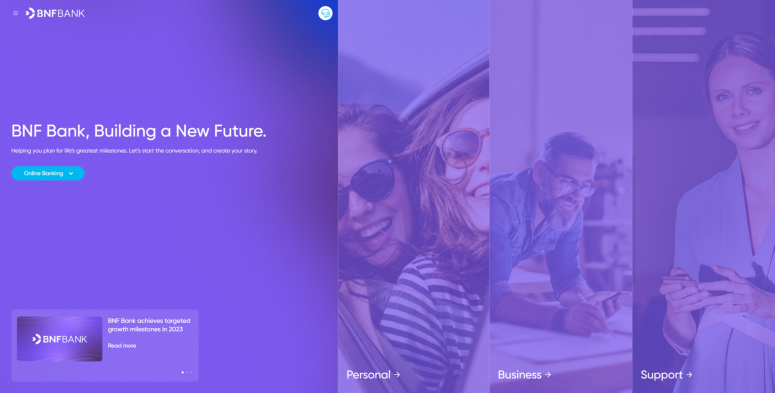 BNFBANK
BNF Bank, Building a New Future.
Helping you plan for life's greatest milestones. Let's start the conversation, and create your story.
Online Banking
BNFBANK
BNF Bank achieves targeted
growth milestones in 2023
Read more
Personal →
Business →
Support →